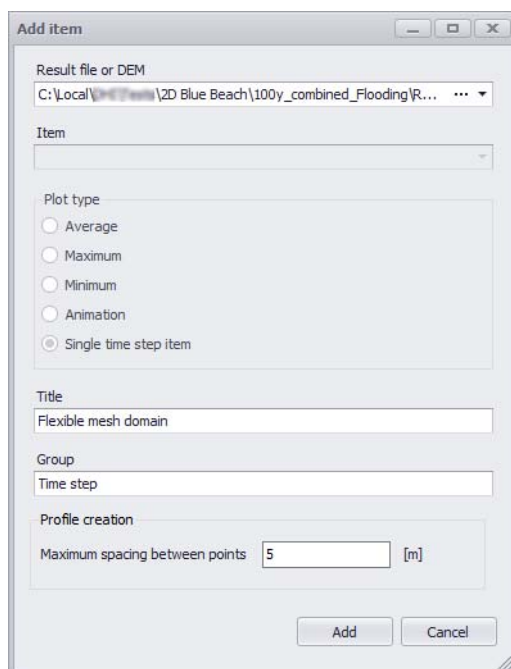 Add item
Result file or DEM
C:\Local\ \2D Blue Beach\100y_combined_Flooding\R... ...
Item
Plot type
Average
Maximum
Minimum
Animation
Single time step item
Title
Flexible mesh domain
Group
Time step
Profile creation
Maximum spacing between points 5 [m]
Add Cancel